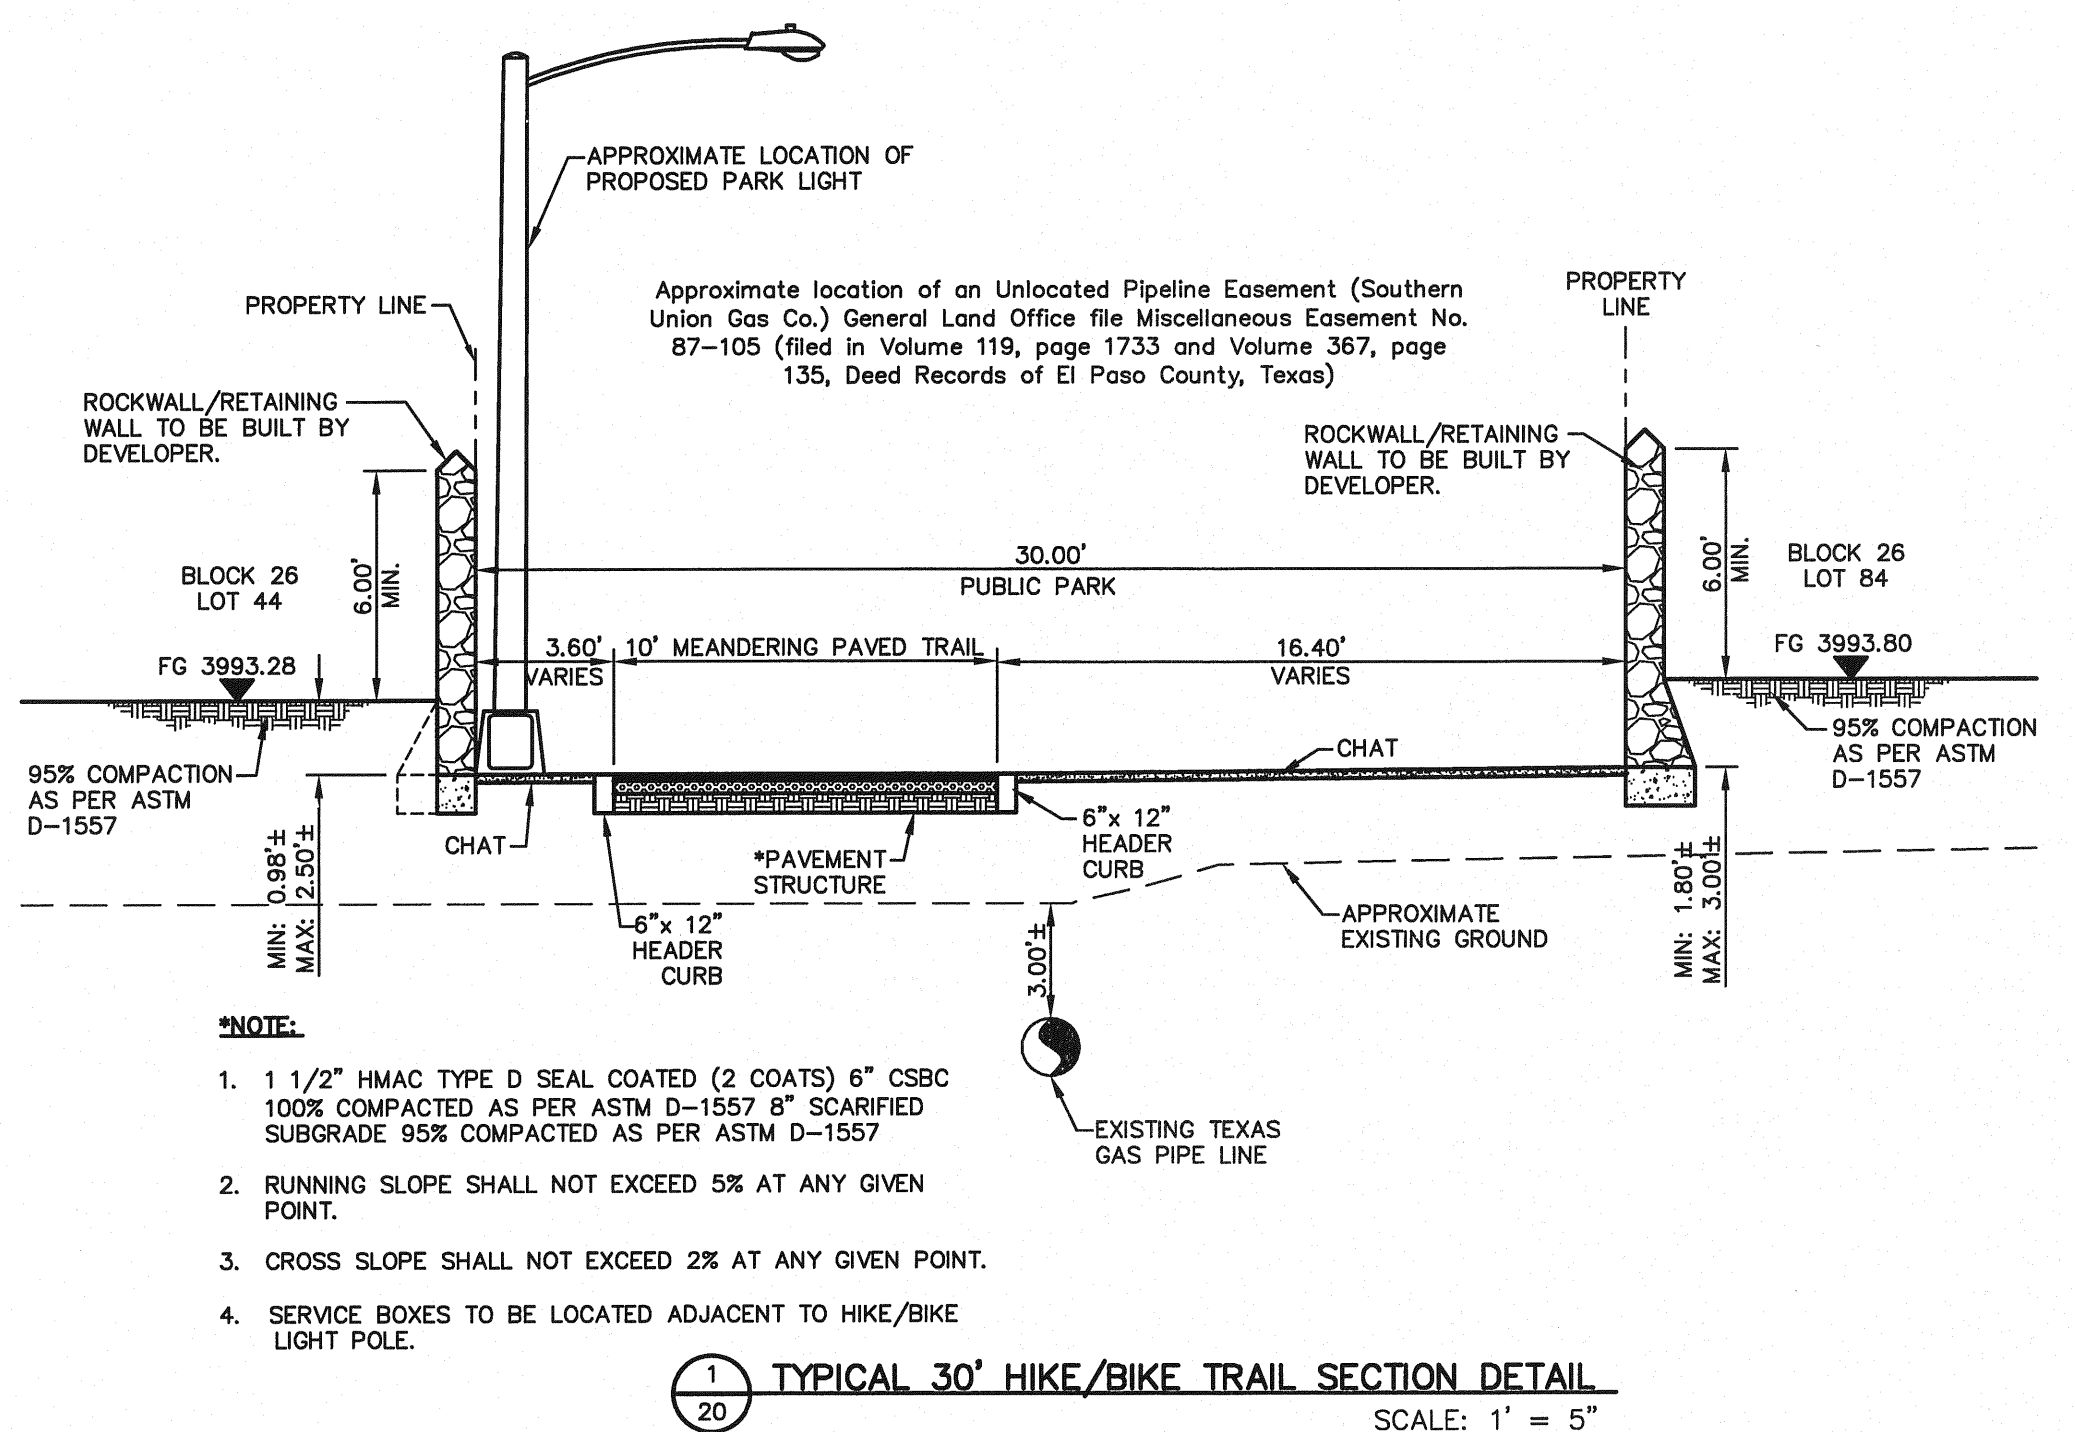 APPROXIMATE LOCATION OF
PROPOSED PARK LIGHT
PROPERTY LINE
Approximate location of an Unlocated Pipeline Easement (Southern
Union Gas Co.) General Land Office file Miscellaneous Easement No.
87-105 (filed in Volume 119, page 1733 and Volume 367, page
135, Deed Records of El Paso County, Texas)
PROPERTY
LINE
ROCKWALL/RETAINING
WALL TO BE BUILT BY
DEVELOPER.
ROCKWALL/RETAINING
WALL TO BE BUILT BY
DEVELOPER.
BLOCK 26
LOT 44
6.00'
MIN.
30.00'
PUBLIC PARK
6.00'
MIN.
BLOCK 26
LOT 84
FG 3993.28
3.60'
VARIES
10' MEANDERING PAVED TRAIL
16.40'
VARIES
FG 3993.80
95% COMPACTION
AS PER ASTM
D-1557
CHAT
95% COMPACTION
AS PER ASTM
D-1557
MIN: 0.98'±
MAX: 2.50'±
CHAT
*PAVEMENT
STRUCTURE
6"x 12"
HEADER
CURB
6"x 12"
HEADER
CURB
3.00'±
APPROXIMATE
EXISTING GROUND
MIN: 1.80'±
MAX: 3.00'±
EXISTING TEXAS
GAS PIPE LINE
*NOTE:
1. 1 1/2" HMAC TYPE D SEAL COATED (2 COATS) 6" CSBC
100% COMPACTED AS PER ASTM D-1557 8" SCARIFIED
SUBGRADE 95% COMPACTED AS PER ASTM D-1557
2. RUNNING SLOPE SHALL NOT EXCEED 5% AT ANY GIVEN
POINT.
3. CROSS SLOPE SHALL NOT EXCEED 2% AT ANY GIVEN POINT.
4. SERVICE BOXES TO BE LOCATED ADJACENT TO HIKE/BIKE
LIGHT POLE.
1
20
TYPICAL 30' HIKE/BIKE TRAIL SECTION DETAIL
SCALE: 1' = 5"